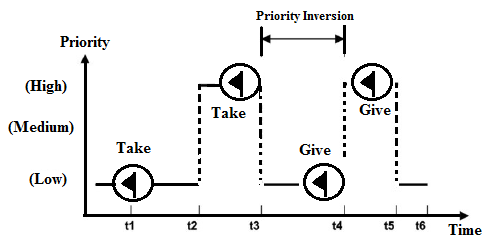 Priority Inversion
Priority
(High)
Take
Give
(Medium)
Take
Give
(Low)
t1 t2 t3 t4 t5 t6
Time